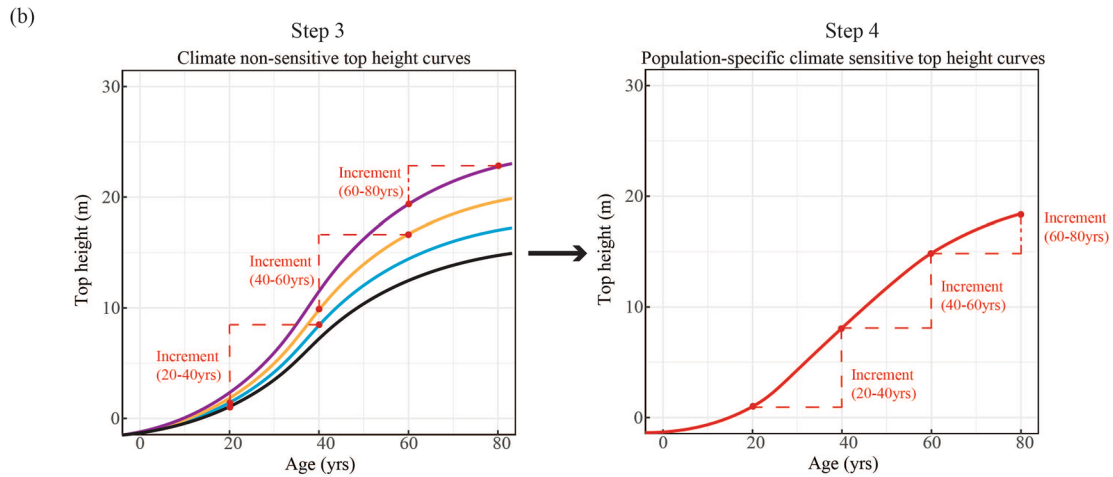 (b)
Step 3
Climate non-sensitive top height curves
30
20
10
0
Top height (m)
Increment
(60-80yrs)
Increment
(40-60yrs)
Increment
(20-40yrs)
0
20
40
60
80
Age (yrs)
Step 4
Population-specific climate sensitive top height curves
30
20
10
0
Top height (m)
Increment
(60-80yrs)
Increment
(40-60yrs)
Increment
(20-40yrs)
0
20
40
60
80
Age (yrs)